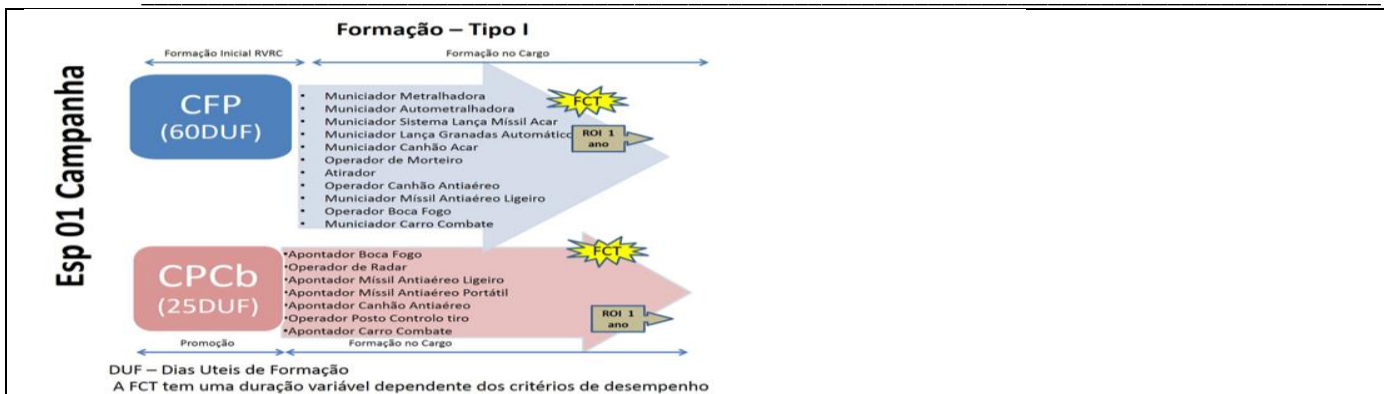 Formação – Tipo I
Formação Inicial RVRC
Formação no Cargo
Esp 01 Campanha
CFP
(60DUF)
• Municiador Metralhadora
• Municiador Autometralhadora
• Municiador Sistema Lança Míssil Acar
• Municiador Lança Granadas Automático
• Municiador Canhão Acar
• Operador de Morteiro
• Atirador
• Operador Canhão Antiaéreo
• Municiador Míssil Antiaéreo Ligeiro
• Operador Boca Fogo
• Municiador Carro Combate
FCT
ROI 1
ano
CPCb
(25DUF)
•Apontador Boca Fogo
•Operador de Radar
•Apontador Míssil Antiaéreo Ligeiro
•Apontador Míssil Antiaéreo Portátil
•Apontador Canhão Antiaéreo
•Operador Posto Controlo tiro
•Apontador Carro Combate
FCT
ROI 1
ano
Promoção
Formação no Cargo
DUF – Dias Uteis de Formação
A FCT tem uma duração variável dependente dos critérios de desempenho